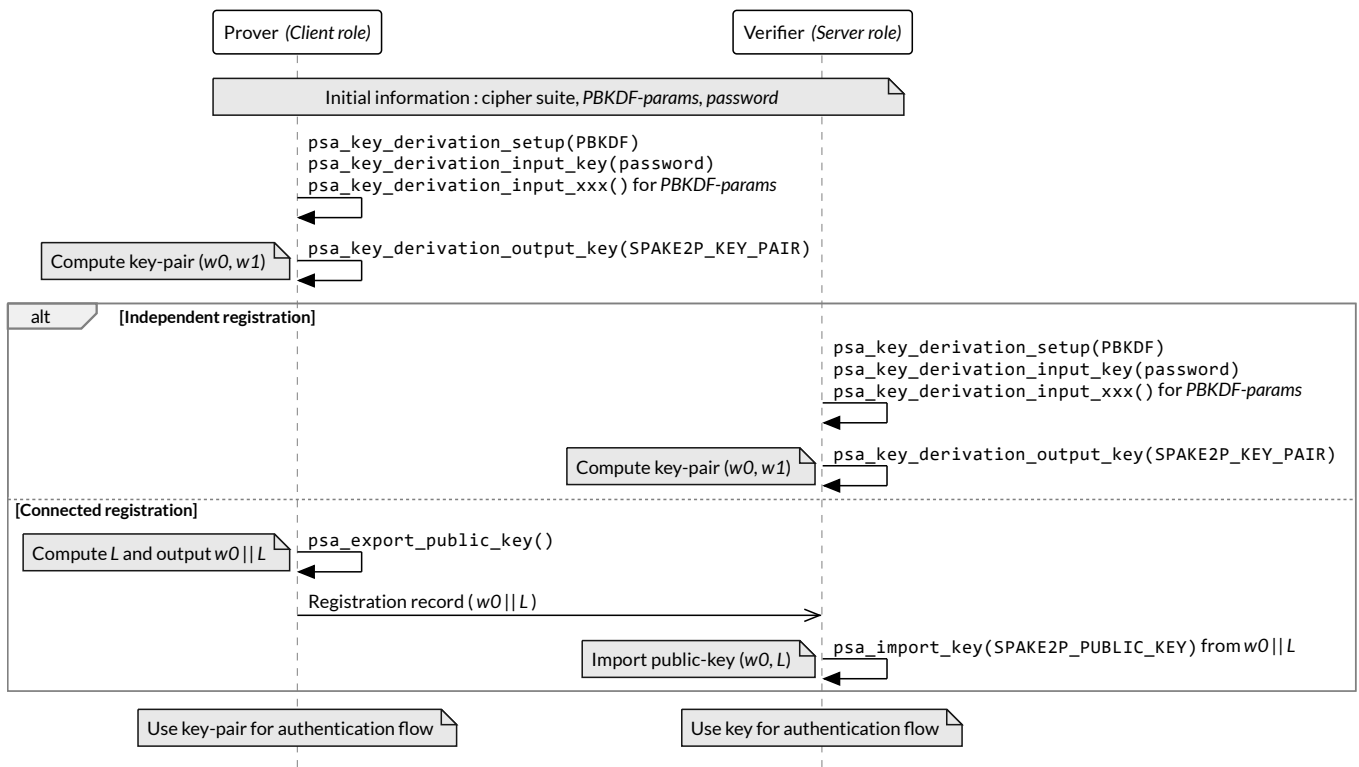 Prover (Client role)
Verifier (Server role)
Initial information : cipher suite, PBKDF-params, password
psa_key_derivation_setup(PBKDF)
psa_key_derivation_input_key(password)
psa_key_derivation_input_xxx() for PBKDF-params
Compute key-pair (w0, w1)
psa_key_derivation_output_key(SPAKE2P_KEY_PAIR)
alt
[Independent registration]
psa_key_derivation_setup(PBKDF)
psa_key_derivation_input_key(password)
psa_key_derivation_input_xxx() for PBKDF-params
Compute key-pair (w0, w1)
psa_key_derivation_output_key(SPAKE2P_KEY_PAIR)
[Connected registration]
Compute L and output w0 || L
psa_export_public_key()
Registration record ( w0 || L )
Import public-key (w0, L)
psa_import_key(SPAKE2P_PUBLIC_KEY) from w0 || L
Use key-pair for authentication flow
Use key for authentication flow